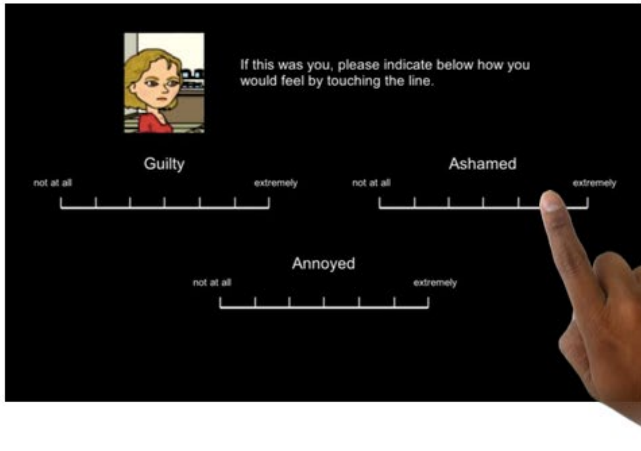 If this was you, please indicate below how you
would feel by touching the line.
Guilty
not at all extremely
Ashamed
not at all extremely
Annoyed
not at all extremely